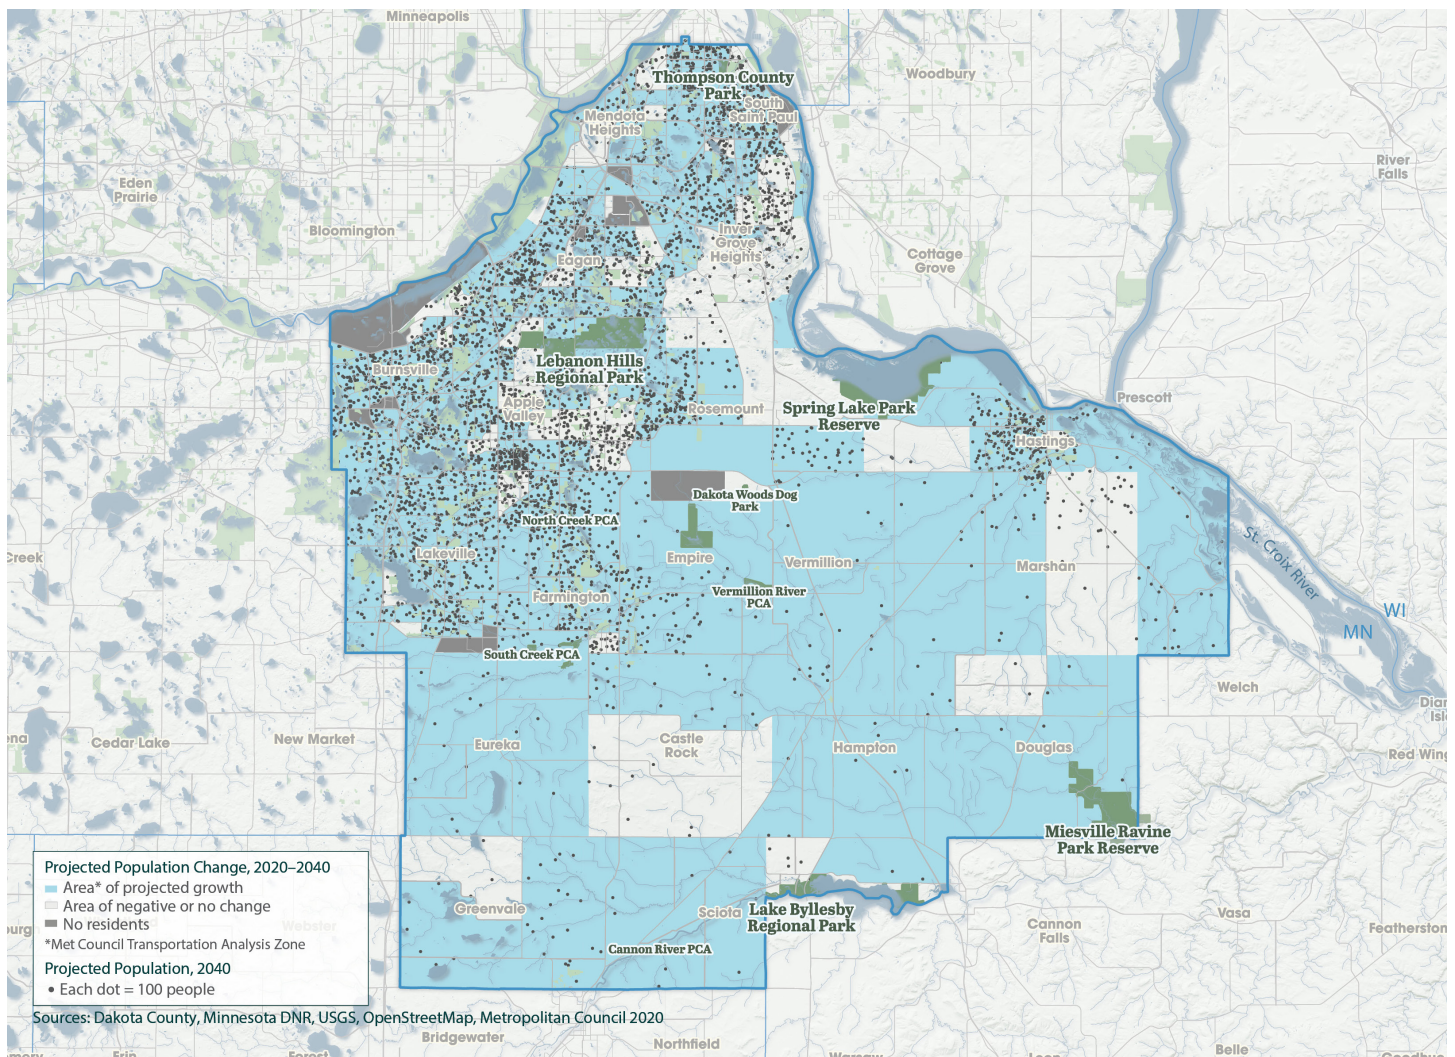 Minneapolis
Woodbury
Thompson County
Park
South
Saint Paul
Mendota
Heights
River
Falls
Eden
Prairie
Bloomington
Inver
Grove
Heights
Eagan
Cottage
Grove
Lebanon Hills
Regional Park
Burnsville
Apple
Valley
Rosemount
Spring Lake Park
Reserve
Prescott
Hastings
Dakota Woods Dog
Park
North Creek PCA
Creek
Lakeville
Empire
Vermillion
Marshan
St. Croix River
Vermillion River
PCA
Farmington
WI
MN
South Creek PCA
Welch
Cedar Lake
New Market
Eureka
Castle
Rock
Hampton
Douglas
Red Wing
Miesville Ravine
Park Reserve
Projected Population Change, 2020–2040
Area* of projected growth
Area of negative or no change
No residents
*Met Council Transportation Analysis Zone
Projected Population, 2040
• Each dot = 100 people
Webster
Greenvale
Sciota
Lake Byllesby
Regional Park
Cannon River PCA
Cannon
Falls
Vasa
Featherston
Sources: Dakota County, Minnesota DNR, USGS, OpenStreetMap, Metropolitan Council 2020
Bridgewater
Northfield
Belle
Forest
Erin